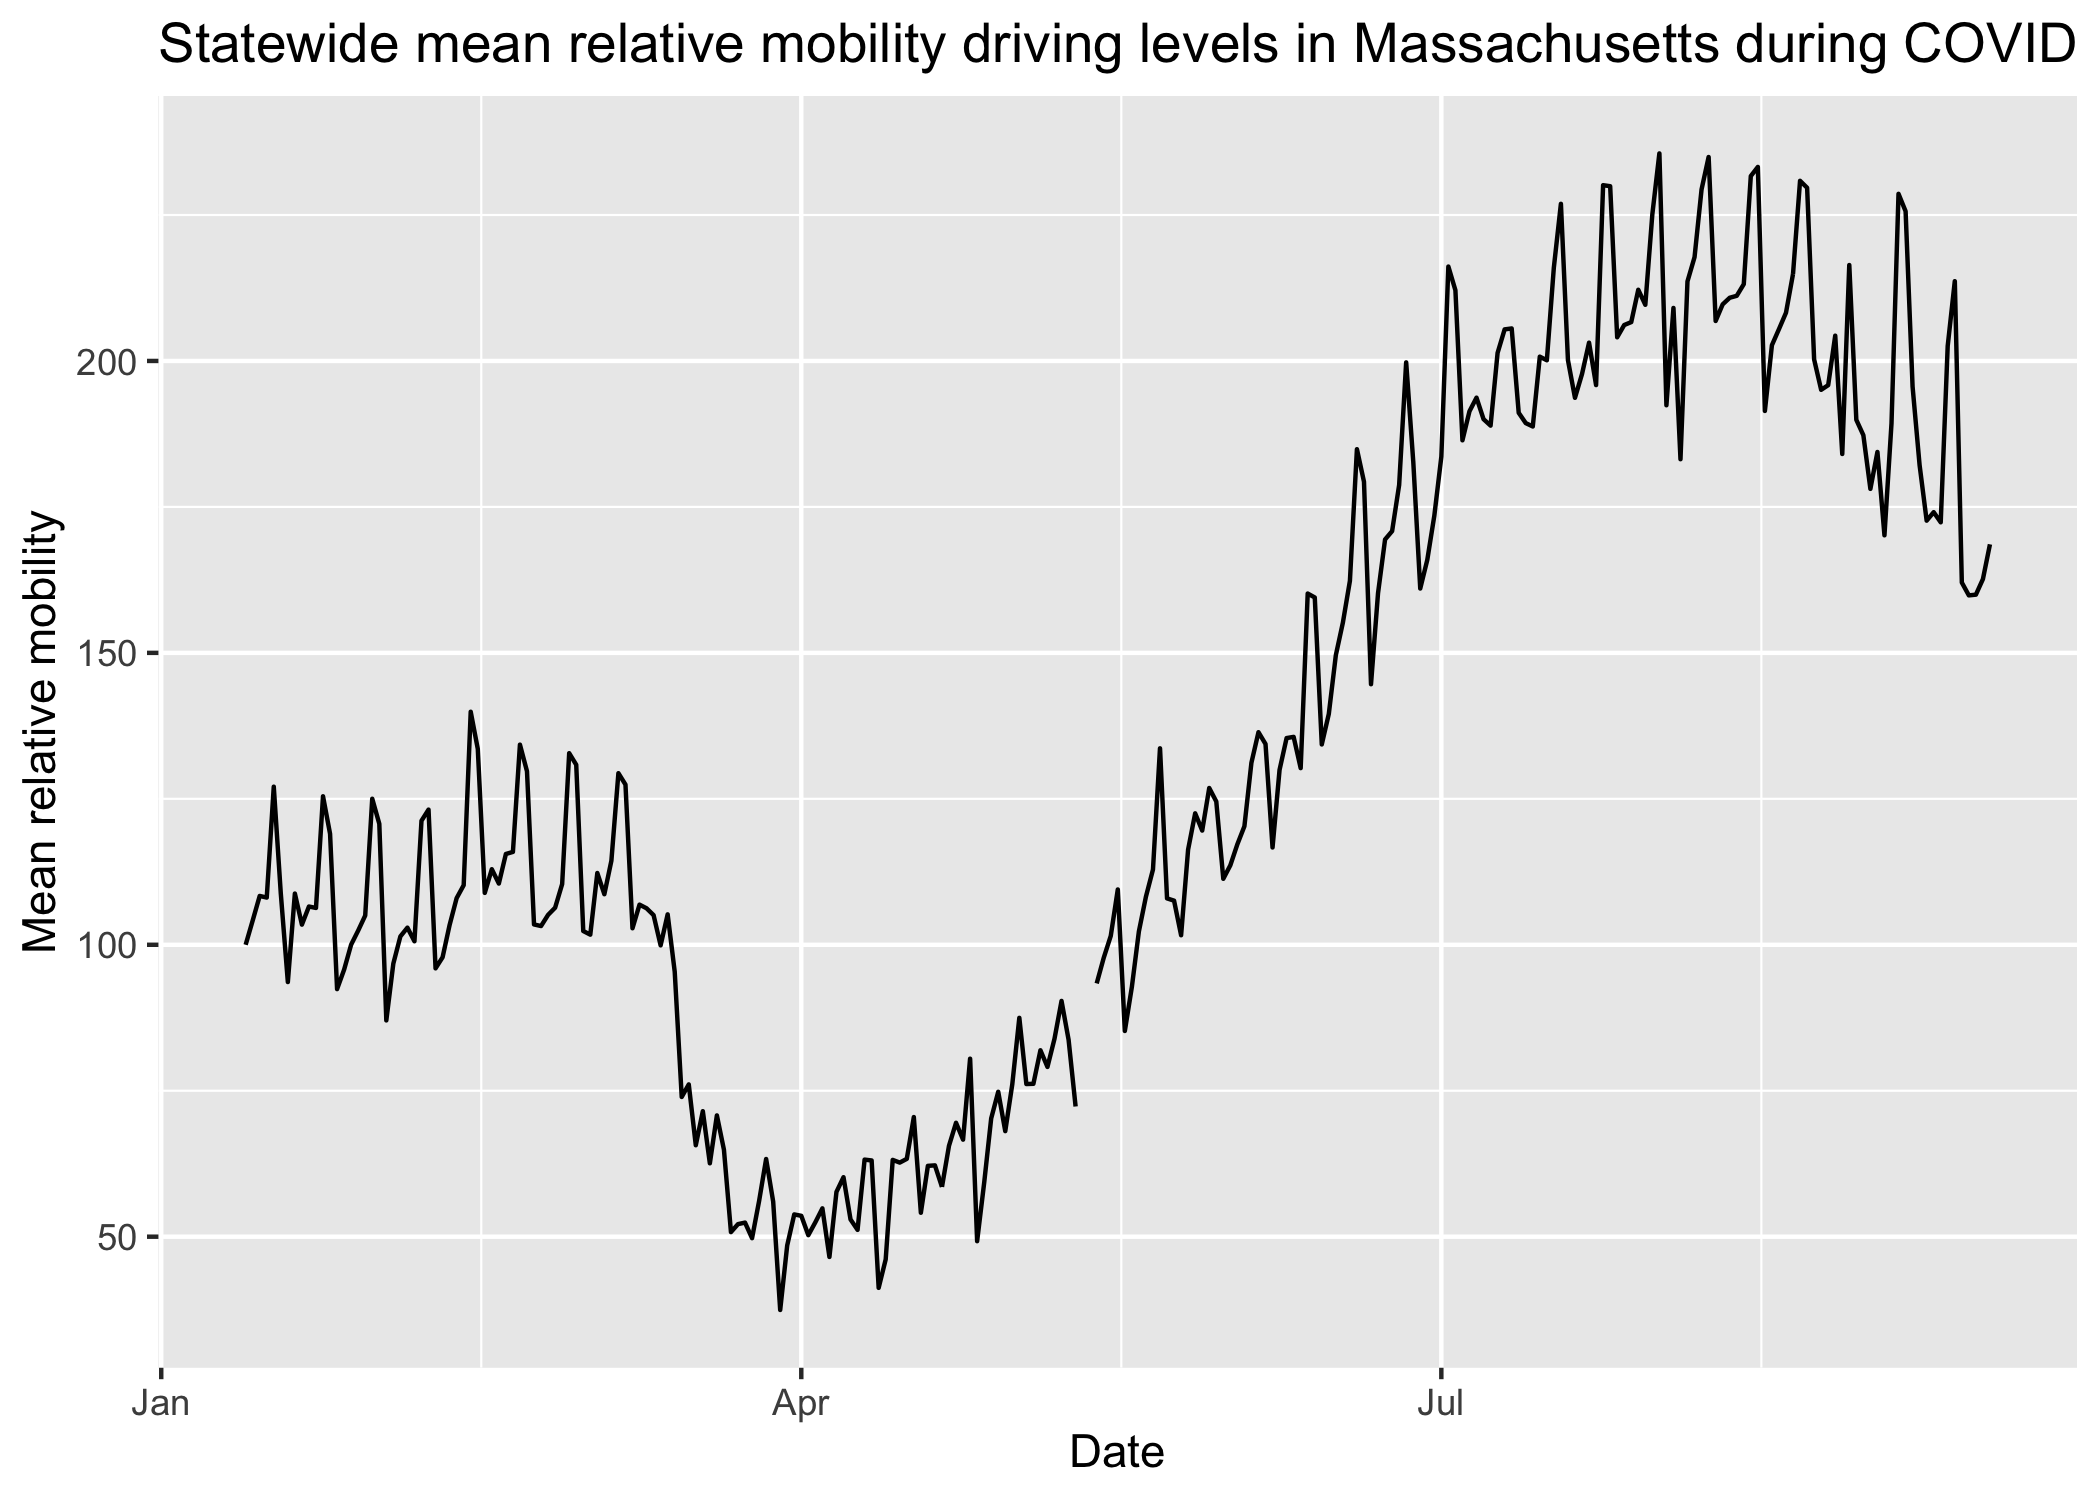 Statewide mean relative mobility driving levels in Massachusetts during COVID
Mean relative mobility
200
150
100
50
Jan
Apr
Jul
Date